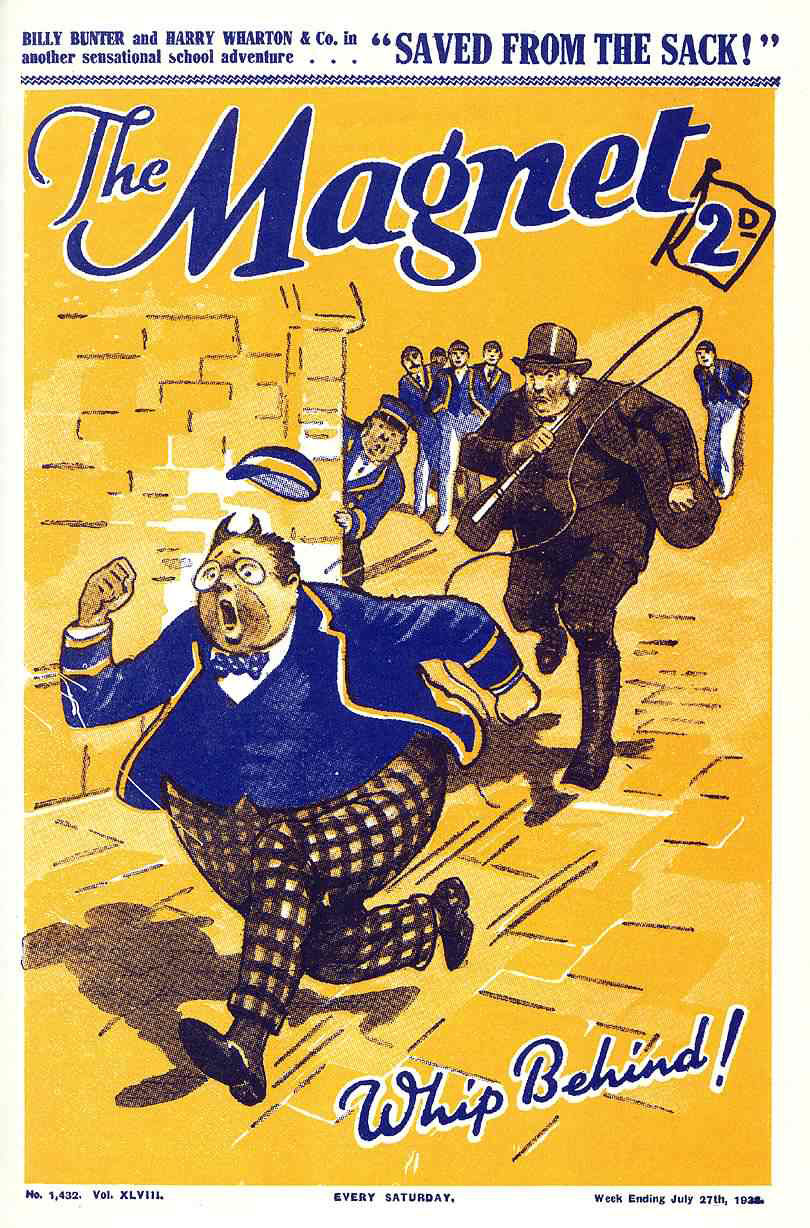 BILLY BUNTER and HARRY WHARTON & Co. in
another sensational school adventure . . .
“SAVED FROM THE SACK!”
The Magnet
2D
Whip Behind!
No. 1,432. Vol. XLVIII.
EVERY SATURDAY.
Week Ending July 27th,